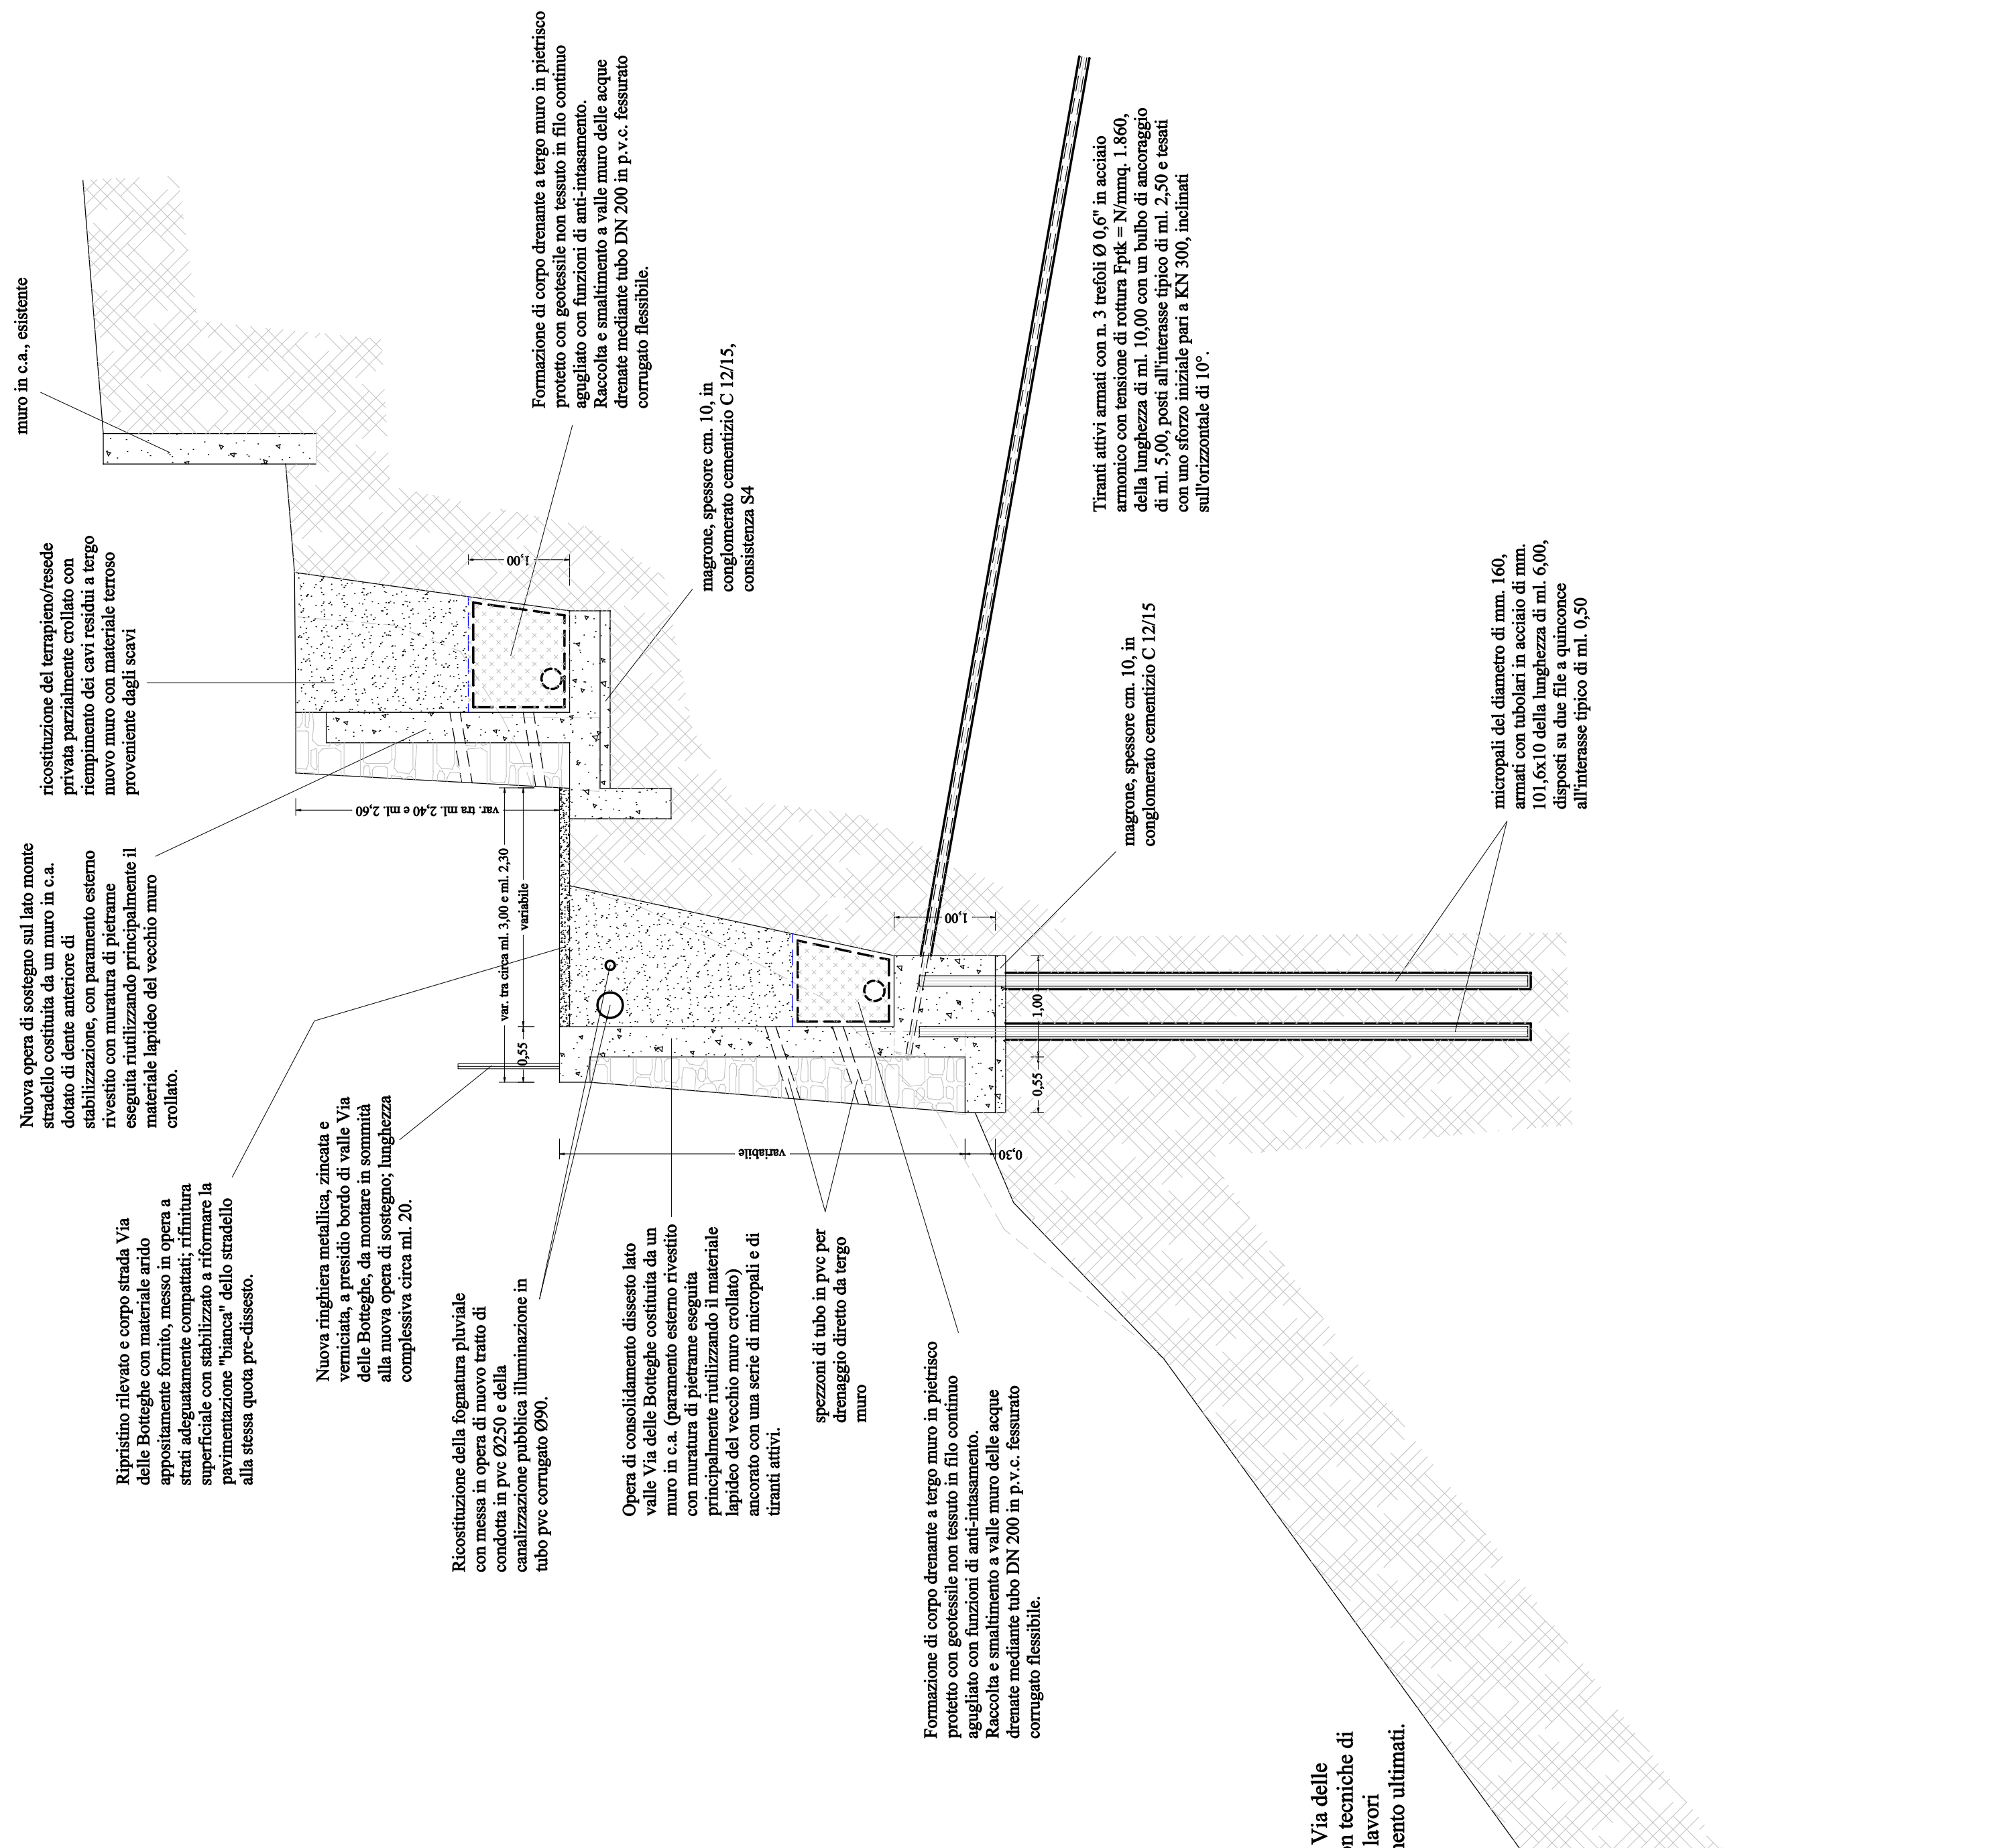 muro in c.a., esistente
ricostituzione del terrapieno/resede
privata parzialmente crollato con
riempimento dei cavi residui a tergo
nuovo muro con materiale terroso
proveniente dagli scavi
Nuova opera di sostegno sul lato monte
stradello costituita da un muro in c.a.
dotato di dente anteriore di
stabilizzazione, con paramento esterno
rivestito con muratura di pietrame
eseguita riutilizzando principalmente il
materiale lapideo del vecchio muro
crollato.
Ripristino rilevato e corpo strada Via
delle Botteghe con materiale arido
appositamente fornito, messo in opera a
strati adeguatamente compattati; rifinitura
superficiale con stabilizzato a riformare la
pavimentazione "bianca" dello stradello
alla stessa quota pre-dissesto.
Nuova ringhiera metallica, zincata e
verniciata, a presidio bordo di valle Via
delle Botteghe, da montare in sommità
alla nuova opera di sostegno; lunghezza
complessiva circa ml. 20.
Ricostituzione della fognatura pluviale
con messa in opera di nuovo tratto di
condotta in pvc Ø250 e della
canalizzazione pubblica illuminazione in
tubo pvc corrugato Ø90.
Opera di consolidamento dissesto lato
valle Via delle Botteghe costituita da un
muro in c.a. (paramento esterno rivestito
con muratura di pietrame eseguita
principalmente riutilizzando il materiale
lapideo del vecchio muro crollato)
ancorato con una serie di micropali e di
tiranti attivi.
spezzoni di tubo in pvc per
drenaggio diretto da tergo
muro
Formazione di corpo drenante a tergo muro in pietrisco
protetto con geotessile non tessuto in filo continuo
agugliato con funzioni di anti-intasamento.
Raccolta e smaltimento a valle muro delle acque
drenate mediante tubo DN 200 in p.v.c. fessurato
corrugato flessibile.
Formazione di corpo drenante a tergo muro in pietrisco
protetto con geotessile non tessuto in filo continuo
agugliato con funzioni di anti-intasamento.
Raccolta e smaltimento a valle muro delle acque
drenate mediante tubo DN 200 in p.v.c. fessurato
corrugato flessibile.
magrone, spessore cm. 10, in
conglomerato cementizio C 12/15,
consistenza S4
Tiranti attivi armati con n. 3 trefoli Ø 0,6" in acciaio
armonico con tensione di rottura Fptk = N/mmq. 1.860,
della lunghezza di ml. 10,00 con un bulbo di ancoraggio
di ml. 5,00, posti all'interasse tipico di ml. 2,50 e tesati
con uno sforzo iniziale pari a KN 300, inclinati
sull'orizzontale di 10°.
magrone, spessore cm. 10, in
conglomerato cementizio C 12/15
micropali del diametro di mm. 160,
armati con tubolari in acciaio di mm.
101,6x10 della lunghezza di ml. 6,00,
disposti su due file a quinconce
all'interasse tipico di ml. 0,50
var. tra ml. 2,40 e ml. 2,60
1,00
var. tra circa ml. 3,00 e ml. 2,30
0,55
variabile
1,00
variabile
0,30
0,55
1,00
Via delle
n tecniche di
lavori
nento ultimati.